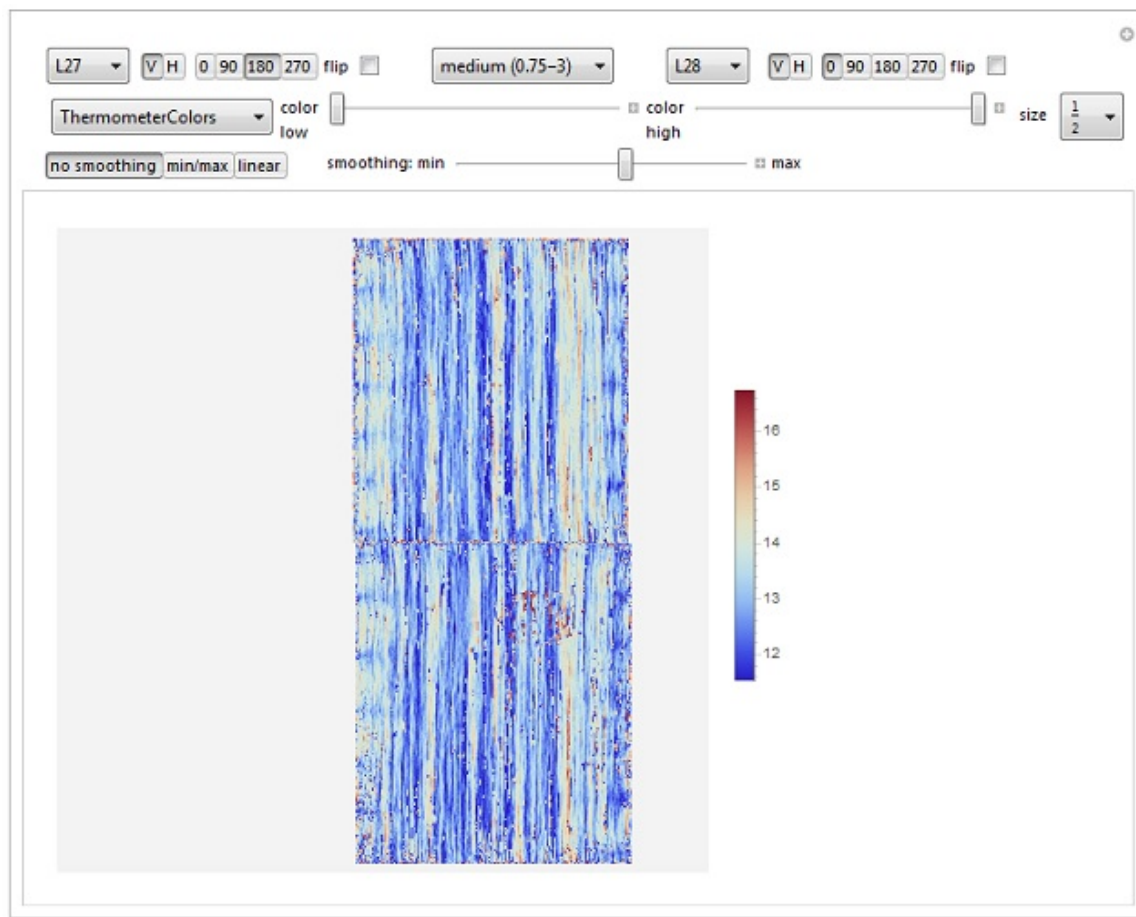 L27 V H 0 90 180 270 flip medium (0.75–3) L28 V H 0 90 180 270 flip
ThermometerColors color low color high size 1/2
no smoothing min/max linear smoothing: min max
16
15
14
13
12